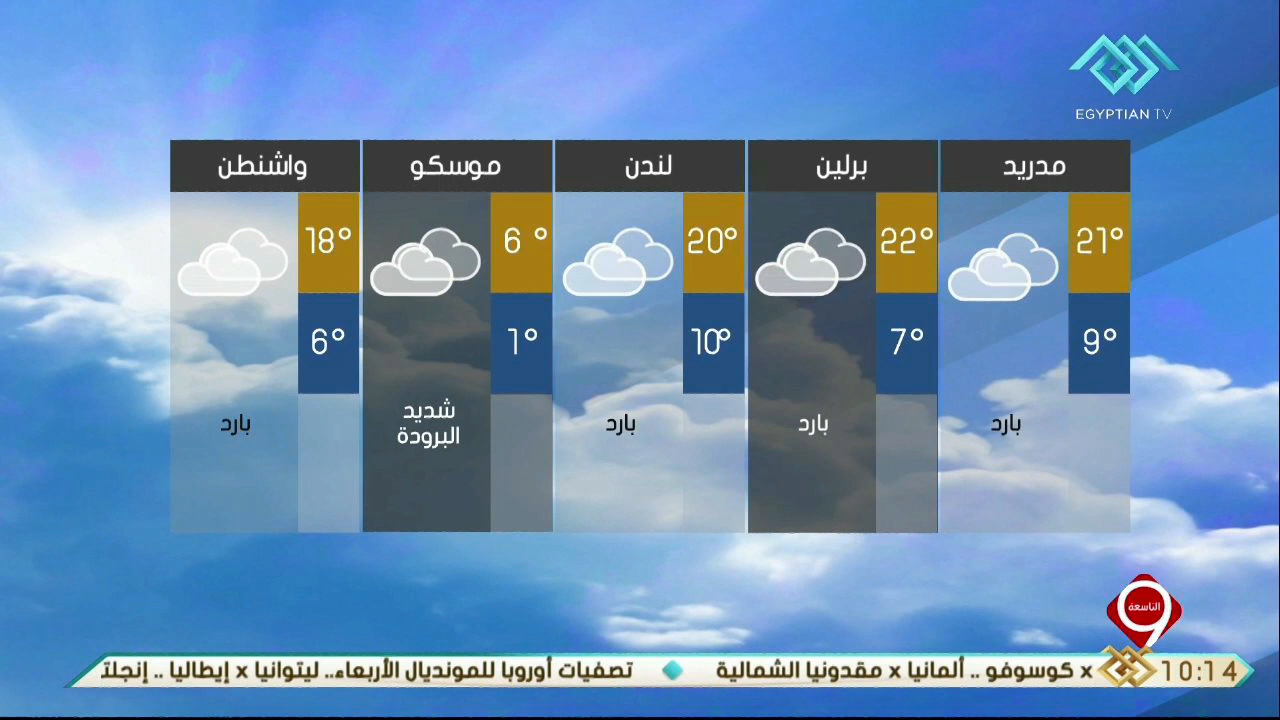 EGYPTIAN TV
مدريد
21°
9°
بارد
برلين
22°
7°
بارد
لندن
20°
10°
بارد
موسكو
6 °
1°
شديد
البرودة
واشنطن
18°
6°
بارد
التاسعة
9
10:14
x كوسوفو .. ألمانيا x مقدونيا الشمالية
تصفيات أوروبا للمونديال الأربعاء.. ليتوانيا x إيطاليا .. إنجلت